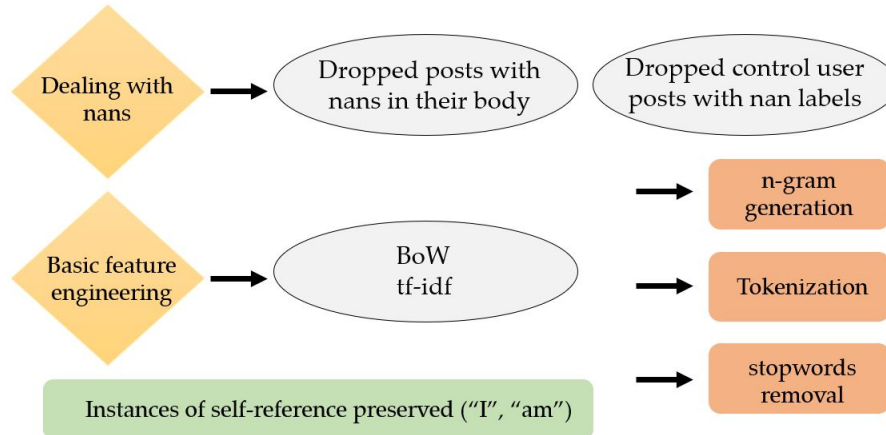 Dealing with
nans
Dropped posts with
nans in their body
Dropped control user
posts with nan labels
Basic feature
engineering
BoW
tf-idf
n-gram
generation
Tokenization
stopwords
removal
Instances of self-reference preserved (“I”, “am”)